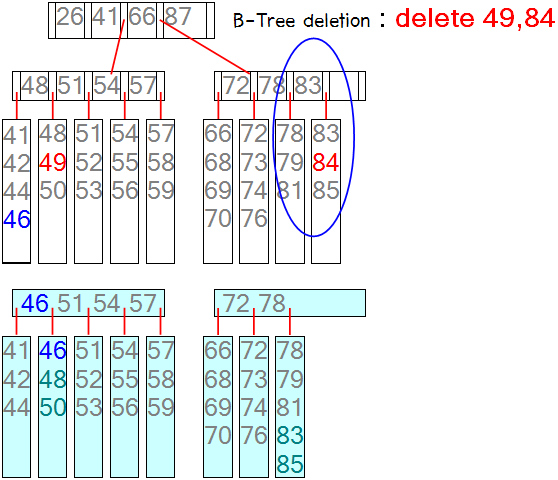 26 41 66 87 B-Tree deletion : delete 49,84
48 51 54 57 72 78 83
41 48 51 54 57 66 72 78 83
42 49 52 55 58 68 73 79 84
44 50 53 56 59 69 74 81 85
46 70 76
46 51 54 57 72 78
41 46 51 54 57 66 72 78
42 48 52 55 58 68 73 79
44 50 53 56 59 69 74 81
70 76 83
85